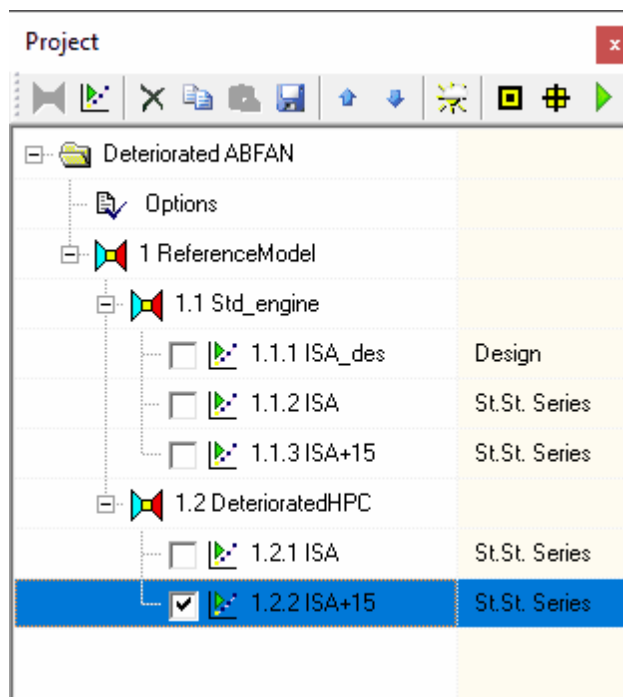 Project
x
Deteriorated ABFAN
Options
1 ReferenceModel
1.1 Std_engine
1.1.1 ISA_des Design
1.1.2 ISA St.St. Series
1.1.3 ISA+15 St.St. Series
1.2 DeterioratedHPC
1.2.1 ISA St.St. Series
1.2.2 ISA+15 St.St. Series